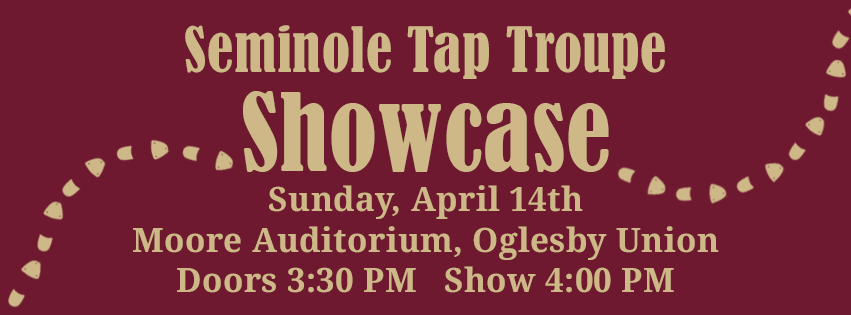 Seminole Tap Troupe
Showcase
Sunday, April 14th
Moore Auditorium, Oglesby Union
Doors 3:30 PM   Show 4:00 PM